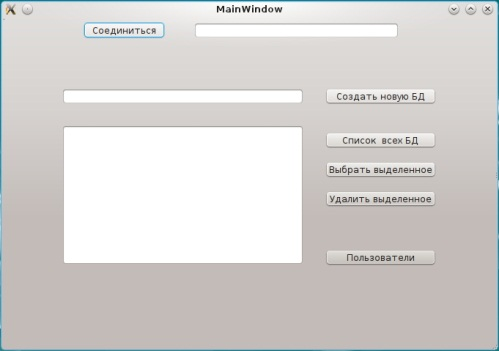 MainWindow
Соединиться
Создать новую БД
Список всех БД
Выбрать выделенное
Удалить выделенное
Пользователи